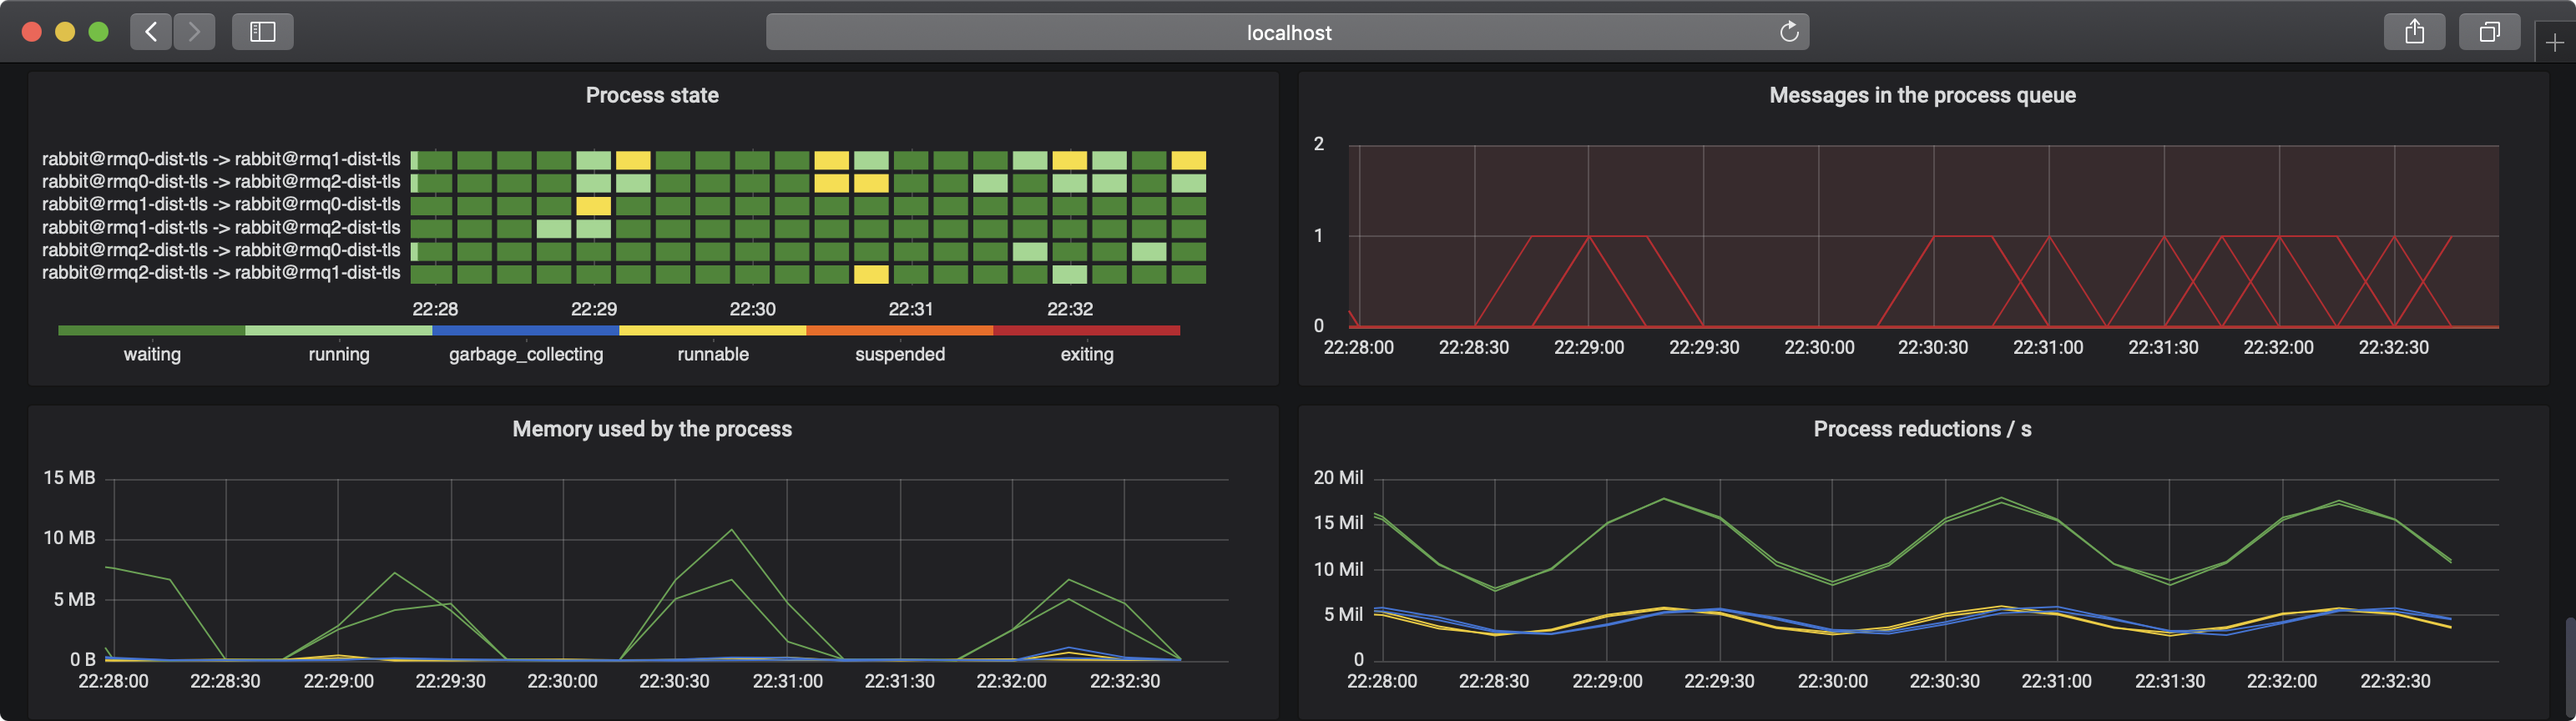 localhost
Process state
rabbit@rmq0-dist-tls -> rabbit@rmq1-dist-tls
rabbit@rmq0-dist-tls -> rabbit@rmq2-dist-tls
rabbit@rmq1-dist-tls -> rabbit@rmq0-dist-tls
rabbit@rmq1-dist-tls -> rabbit@rmq2-dist-tls
rabbit@rmq2-dist-tls -> rabbit@rmq0-dist-tls
rabbit@rmq2-dist-tls -> rabbit@rmq1-dist-tls
22:28 22:29 22:30 22:31 22:32
waiting running garbage_collecting runnable suspended exiting
Messages in the process queue
2
1
0
22:28:00 22:28:30 22:29:00 22:29:30 22:30:00 22:30:30 22:31:00 22:31:30 22:32:00 22:32:30
Memory used by the process
15 MB
10 MB
5 MB
0 B
22:28:00 22:28:30 22:29:00 22:29:30 22:30:00 22:30:30 22:31:00 22:31:30 22:32:00 22:32:30
Process reductions / s
20 Mil
15 Mil
10 Mil
5 Mil
0
22:28:00 22:28:30 22:29:00 22:29:30 22:30:00 22:30:30 22:31:00 22:31:30 22:32:00 22:32:30